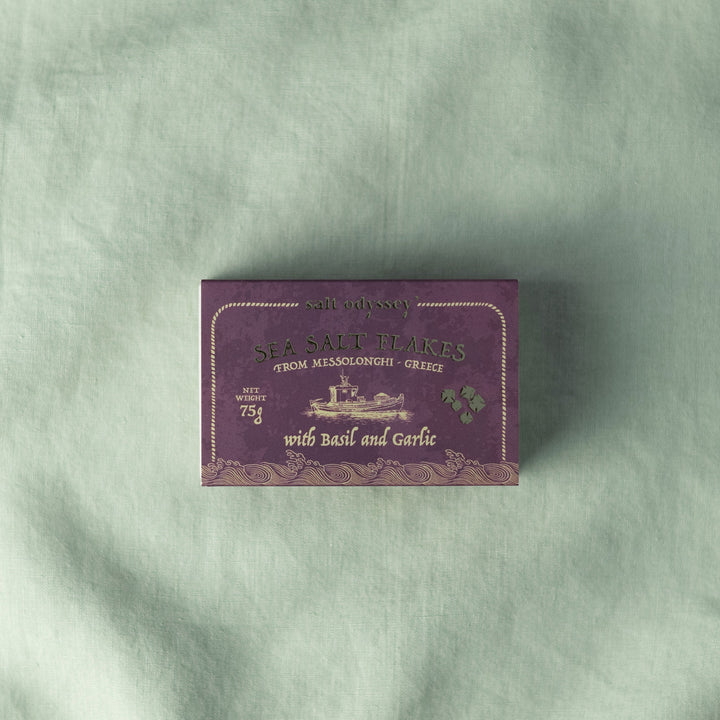 salt odyssey
SEA SALT FLAKES
FROM MESSOLONGHI - GREECE
NET
WEIGHT
75g
with Basil and Garlic